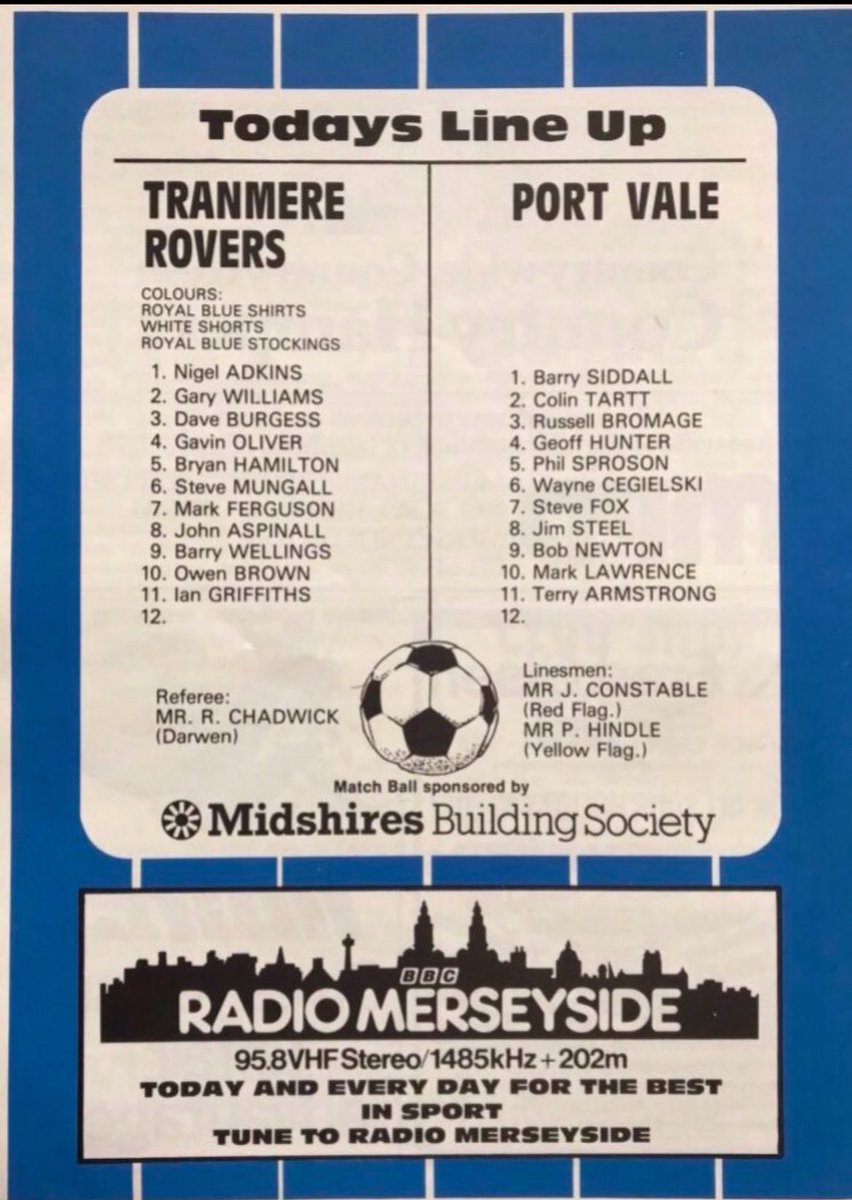 Todays Line Up
TRANMERE
ROVERS
COLOURS:
ROYAL BLUE SHIRTS
WHITE SHORTS
ROYAL BLUE STOCKINGS
1. Nigel ADKINS
2. Gary WILLIAMS
3. Dave BURGESS
4. Gavin OLIVER
5. Bryan HAMILTON
6. Steve MUNGALL
7. Mark FERGUSON
8. John ASPINALL
9. Barry WELLINGS
10. Owen BROWN
11. Ian GRIFFITHS
12.
Referee:
MR. R. CHADWICK
(Darwen)
PORT VALE
1. Barry SIDDALL
2. Colin TARTT
3. Russell BROMAGE
4. Geoff HUNTER
5. Phil SPROSON
6. Wayne CEGIELSKI
7. Steve FOX
8. Jim STEEL
9. Bob NEWTON
10. Mark LAWRENCE
11. Terry ARMSTRONG
12.
Linesmen:
MR J. CONSTABLE
(Red Flag.)
MR P. HINDLE
(Yellow Flag.)
Match Ball sponsored by
Midshires Building Society
BBC
RADIO MERSEYSIDE
95.8VHF Stereo/1485kHz+202m
TODAY AND EVERY DAY FOR THE BEST
IN SPORT
TUNE TO RADIO MERSEYSIDE